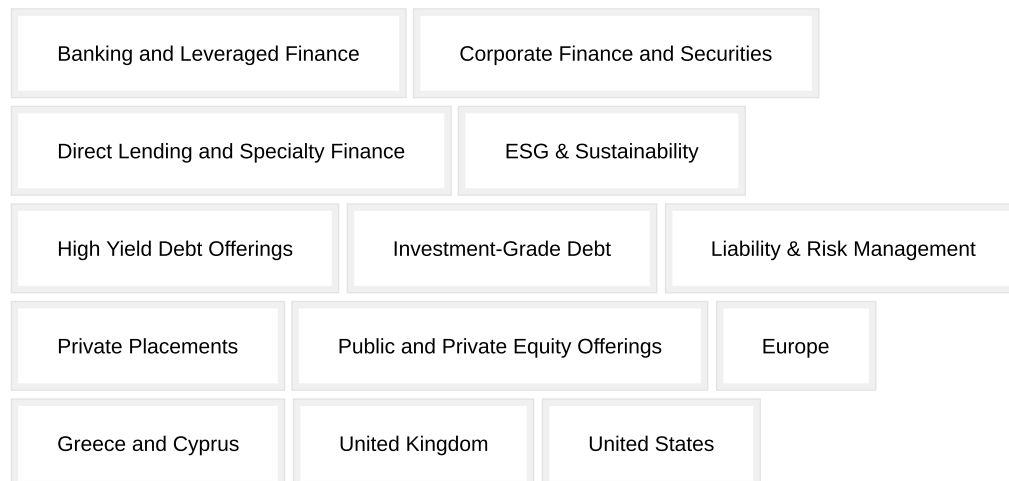 Banking and Leveraged Finance
Corporate Finance and Securities
Direct Lending and Specialty Finance
ESG & Sustainability
High Yield Debt Offerings
Investment-Grade Debt
Liability & Risk Management
Private Placements
Public and Private Equity Offerings
Europe
Greece and Cyprus
United Kingdom
United States